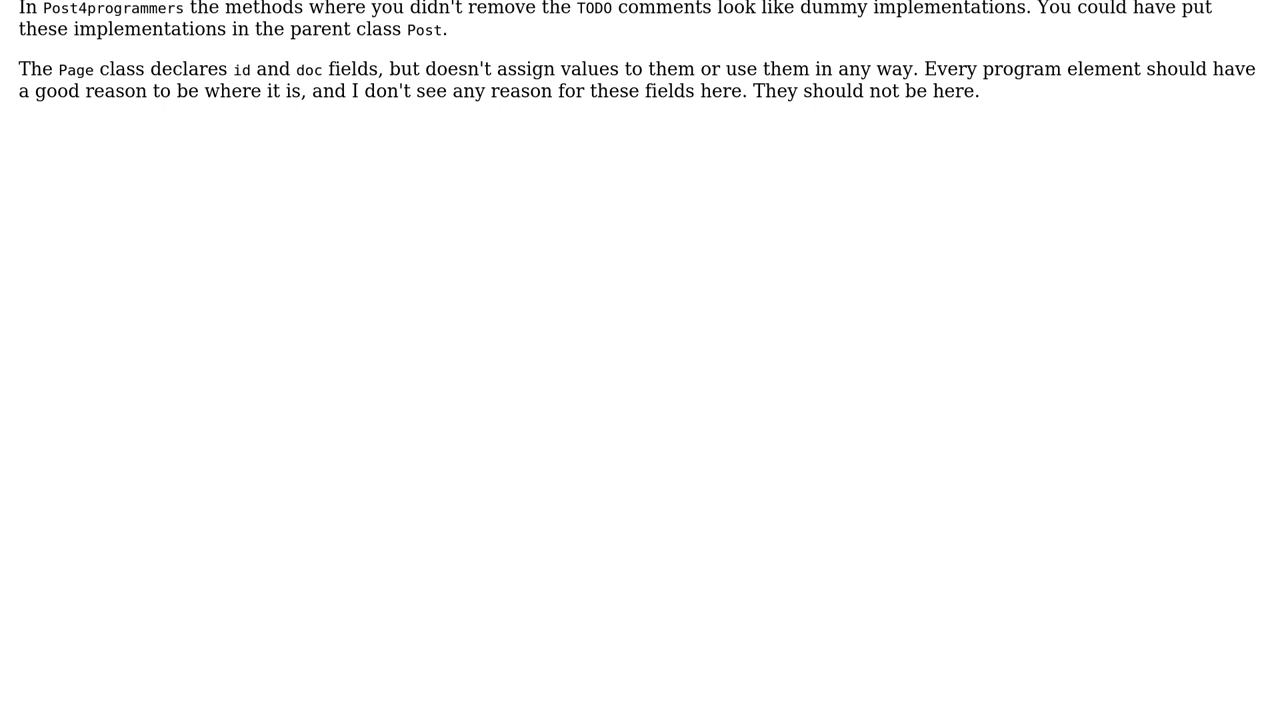 In Post4programmers the methods where you didn't remove the TODO comments look like dummy implementations. You could have put
these implementations in the parent class Post.
The Page class declares id and doc fields, but doesn't assign values to them or use them in any way. Every program element should have
a good reason to be where it is, and I don't see any reason for these fields here. They should not be here.